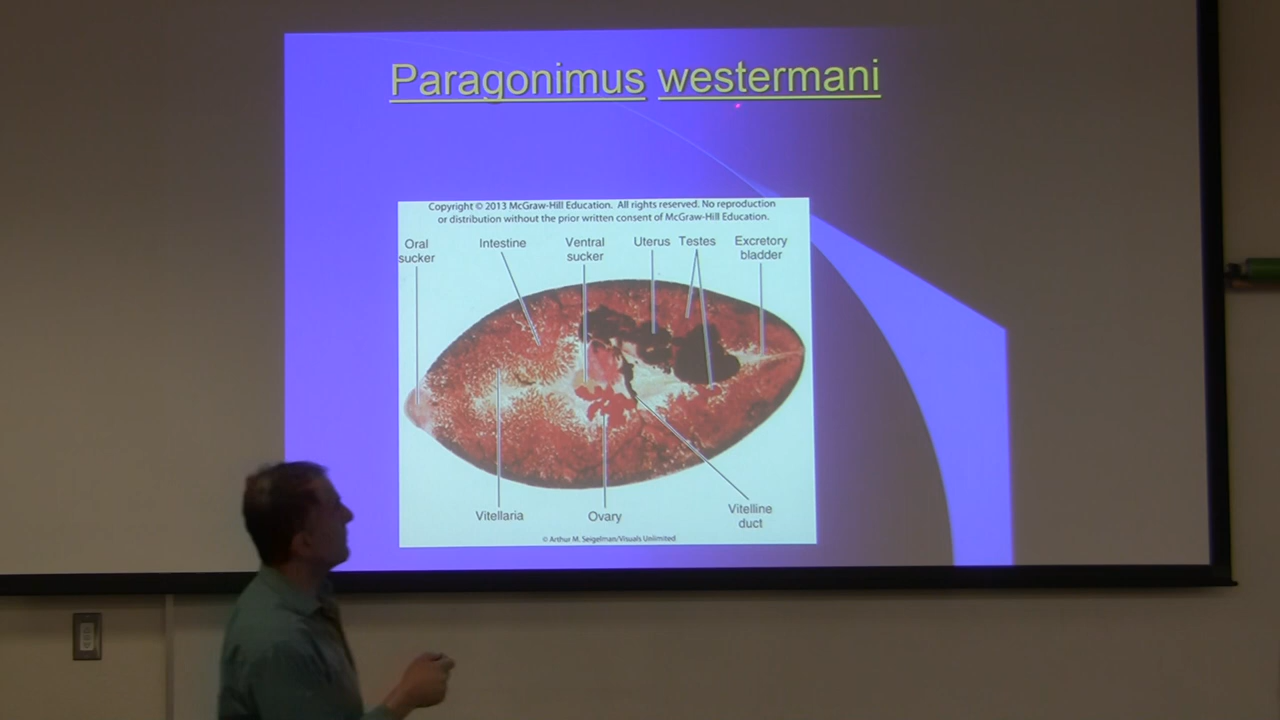 Paragonimus westermani
Copyright © 2013 McGraw-Hill Education. All rights reserved. No reproduction
or distribution without the prior written consent of McGraw-Hill Education.
Oral
sucker
Intestine
Ventral
sucker
Uterus
Testes
Excretory
bladder
Vitellaria
Ovary
Vitelline
duct
© Arthur M. Seigelman/Visuals Unlimited